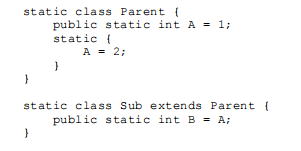 static class Parent {
    public static int A = 1;
    static {
        A = 2;
    }
}

static class Sub extends Parent {
    public static int B = A;
}